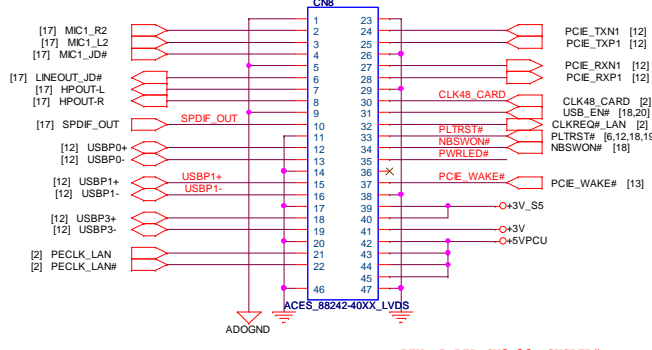 CN8
1 23
[17] MIC1_R2 2 24 PCIE_TXN1 [12]
[17] MIC1_L2 3 25 PCIE_TXP1 [12]
[17] MIC1_JD# 4 26
5 27 PCIE_RXN1 [12]
[17] LINEOUT_JD# 6 28 PCIE_RXP1 [12]
[17] HPOUT-L 7 29
[17] HPOUT-R 8 30 CLK48_CARD CLK48_CARD [2]
9 31 USB_EN# [18,20]
[17] SPDIF_OUT SPDIF_OUT 10 32 CLKREQ#_LAN [2]
11 33 PLTRST# PLTRST# [6,12,18,19
[12] USBP0+ 12 34 NBSWON# NBSWON# [18]
[12] USBP0- 13 35 PWRLED#
14 36
[12] USBP1+ USBP1+ 15 37 PCIE_WAKE# PCIE_WAKE# [13]
[12] USBP1- USBP1- 16 38
17 39 +3V_S5
[12] USBP3+ 18 40
[12] USBP3- 19 41 +3V
20 42 +5VPCU
[2] PECLK_LAN 21 43
[2] PECLK_LAN# 22 44
45
46 47
ACES_88242-40XX_LVDS
ADOGND